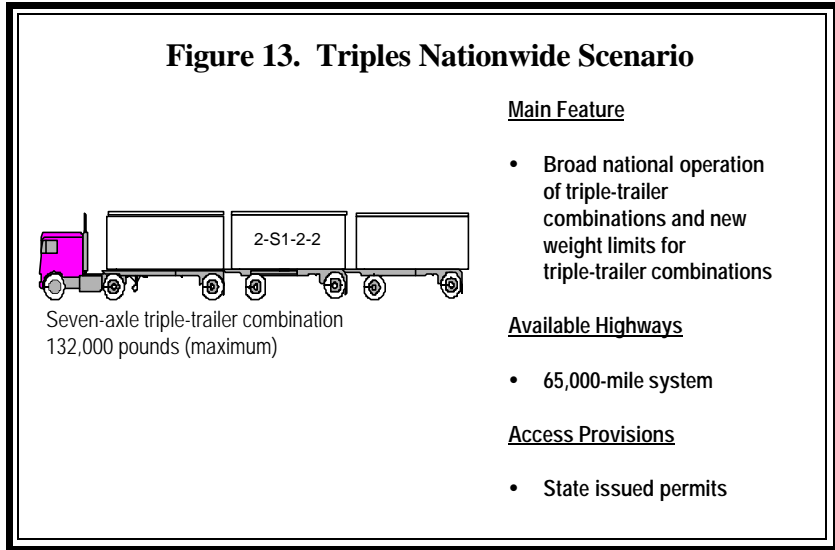 Figure 13.  Triples Nationwide Scenario
2-S1-2-2
Seven-axle triple-trailer combination
132,000 pounds (maximum)
Main Feature
• Broad national operation
of triple-trailer
combinations and new
weight limits for
triple-trailer combinations
Available Highways
• 65,000-mile system
Access Provisions
• State issued permits